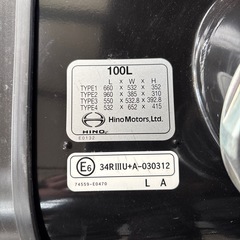 100L
L x W x H
TYPE1 660 x 532 x 352
TYPE2 960 x 385 x 310
TYPE3 550 x 532.8 x 392.8
TYPE4 532 x 652 x 415
HINO Hino Motors, Ltd.
E0132
E6 34RIIIU+A-030312
74559-E0470
L A